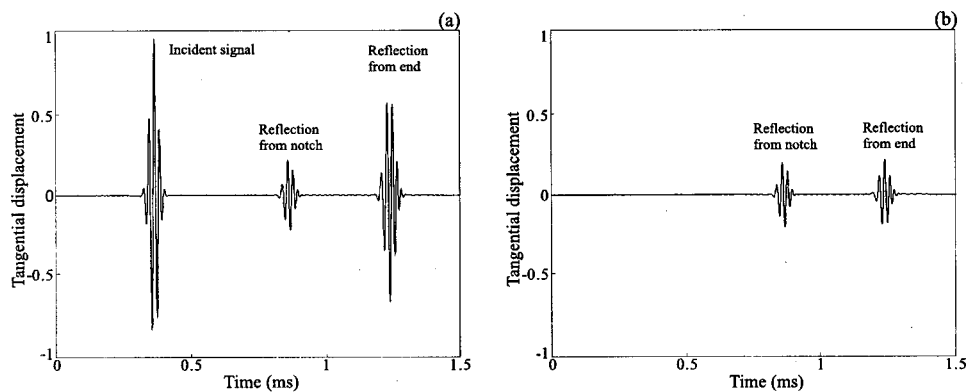 (a)
1
0.5
0
-0.5
-1
Tangential displacement
Incident signal
Reflection
from notch
Reflection
from end
0
0.5
1
1.5
Time (ms)
(b)
1
0.5
0
-0.5
-1
Tangential displacement
Reflection
from notch
Reflection
from end
0
0.5
1
1.5
Time (ms)